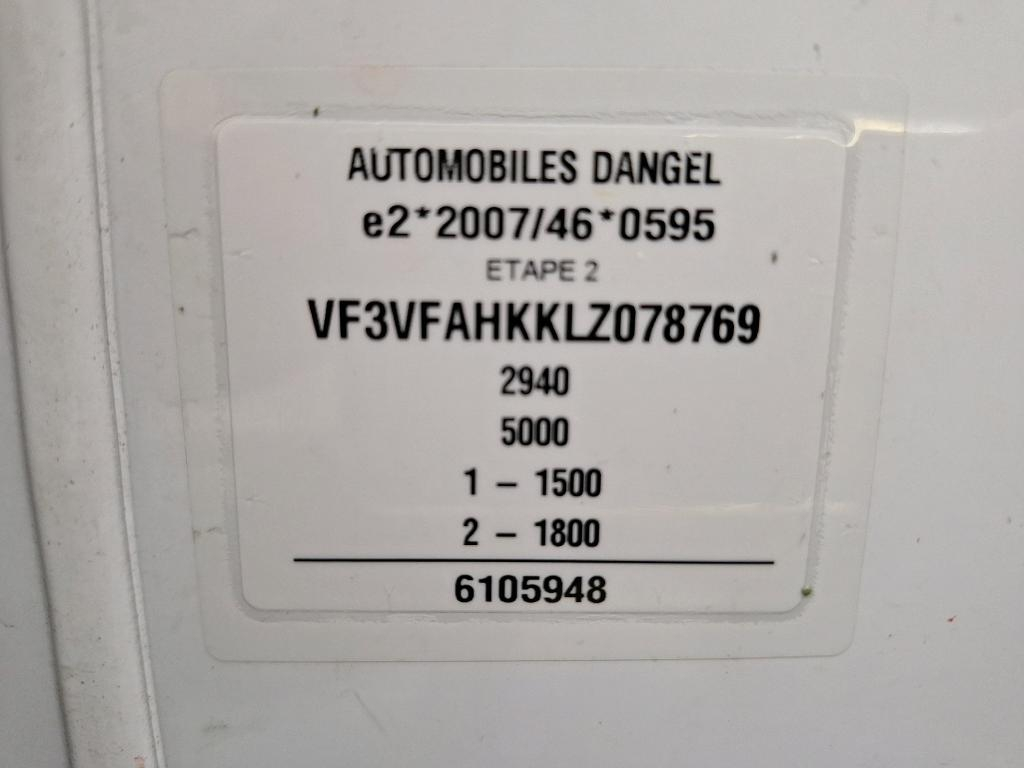 AUTOMOBILES DANGEL
e2*2007/46*0595
ETAPE 2
VF3VFAHKKLZ078769
2940
5000
1 – 1500
2 – 1800
6105948